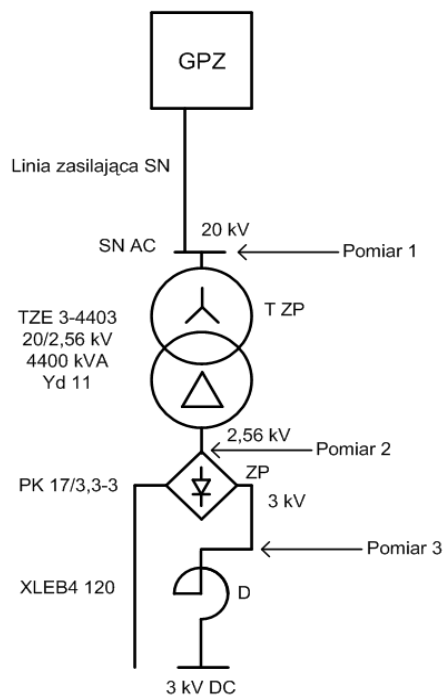 GPZ
Linia zasilająca SN
20 kV
SN AC
Pomiar 1
TZE 3-4403
20/2,56 kV
4400 kVA
Yd 11
T ZP
2,56 kV
Pomiar 2
PK 17/3,3-3
ZP
3 kV
Pomiar 3
XLEB4 120
D
3 kV DC